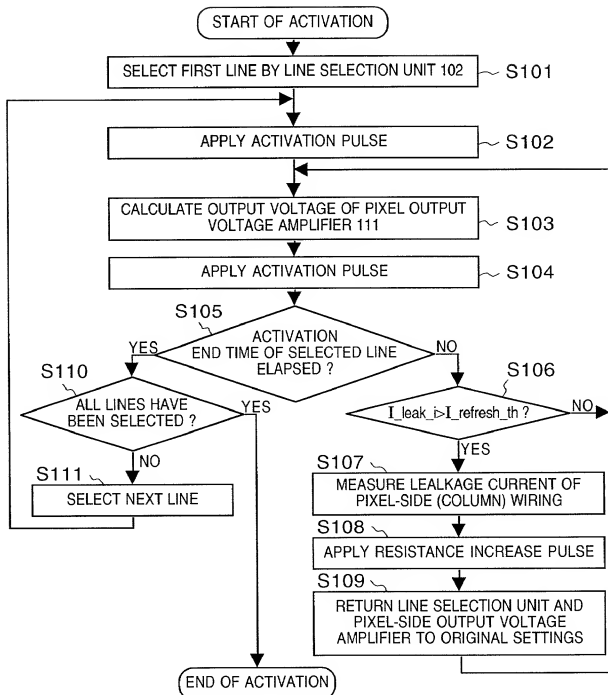 START OF ACTIVATION
SELECT FIRST LINE BY LINE SELECTION UNIT 102
S101
APPLY ACTIVATION PULSE
S102
CALCULATE OUTPUT VOLTAGE OF PIXEL OUTPUT
VOLTAGE AMPLIFIER 111
S103
APPLY ACTIVATION PULSE
S104
S105
ACTIVATION
END TIME OF SELECTED LINE
ELAPSED ?
YES
NO
S110
ALL LINES HAVE
BEEN SELECTED ?
YES
NO
S111
SELECT NEXT LINE
S106
I_leak_i>I_refresh_th ?
NO
YES
S107
MEASURE LEALKAGE CURRENT OF
PIXEL-SIDE (COLUMN) WIRING
S108
APPLY RESISTANCE INCREASE PULSE
S109
RETURN LINE SELECTION UNIT AND
PIXEL-SIDE OUTPUT VOLTAGE
AMPLIFIER TO ORIGINAL SETTINGS
END OF ACTIVATION